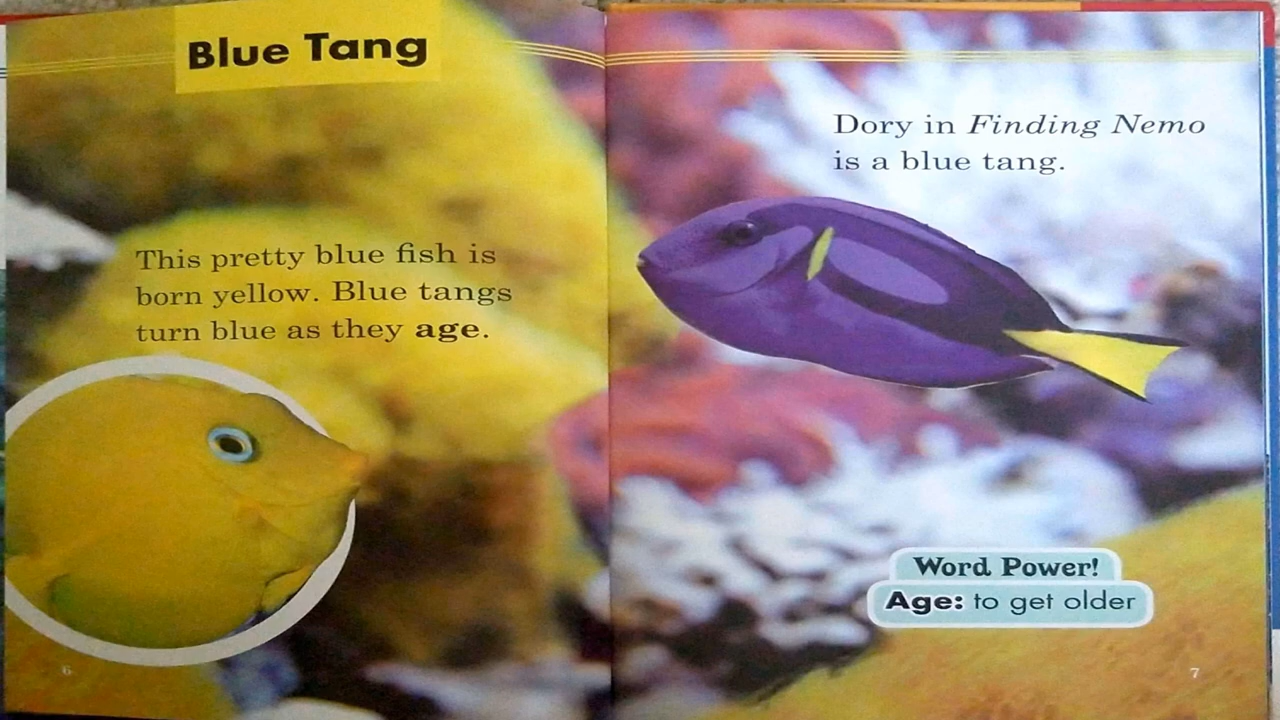 Blue Tang
This pretty blue fish is
born yellow. Blue tangs
turn blue as they age.
6
Dory in Finding Nemo
is a blue tang.
Word Power!
Age: to get older
7